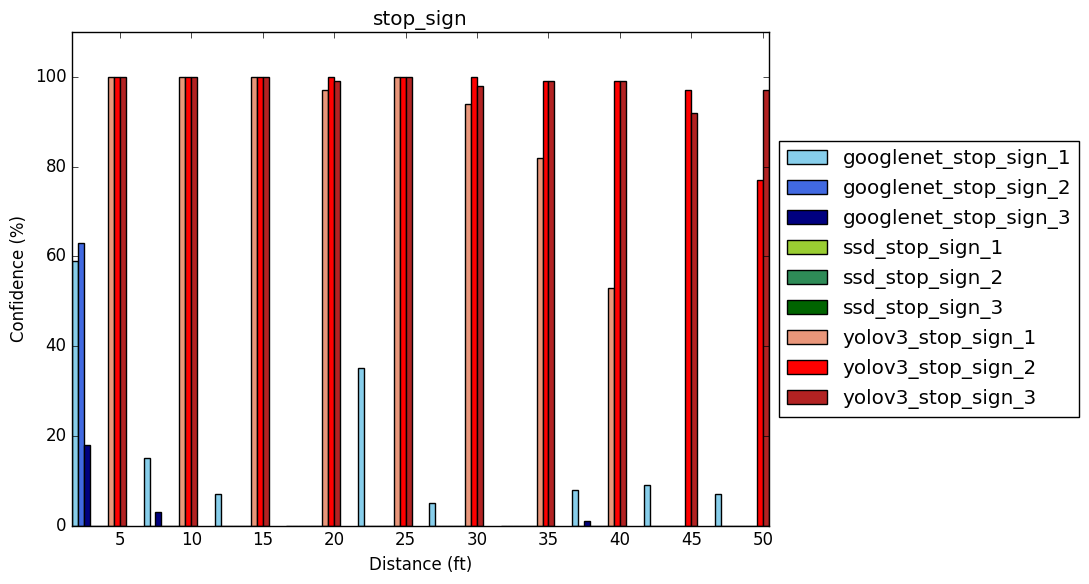 stop_sign
Confidence (%)
100
80
60
40
20
0
5 10 15 20 25 30 35 40 45 50
Distance (ft)
googlenet_stop_sign_1
googlenet_stop_sign_2
googlenet_stop_sign_3
ssd_stop_sign_1
ssd_stop_sign_2
ssd_stop_sign_3
yolov3_stop_sign_1
yolov3_stop_sign_2
yolov3_stop_sign_3